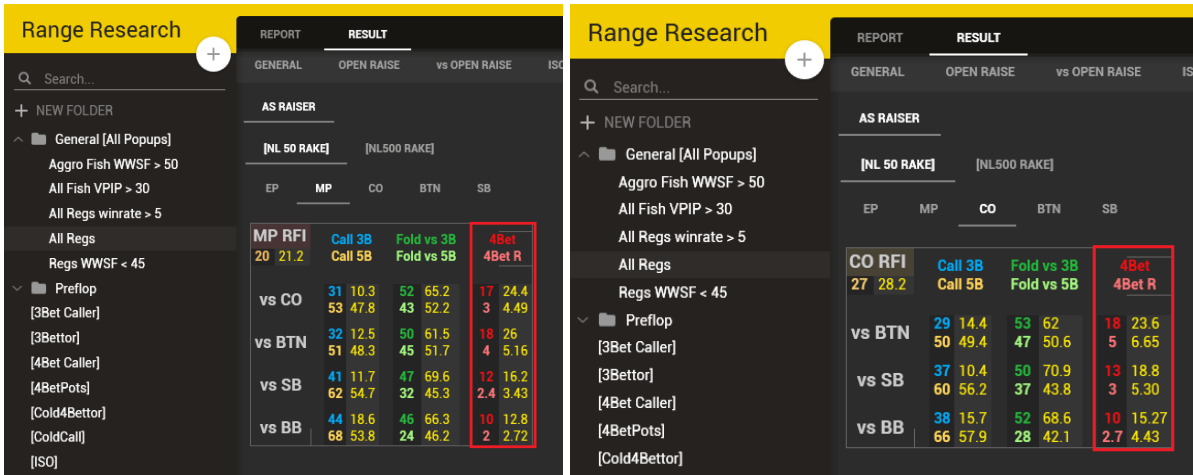 Range Research
REPORT RESULT
GENERAL OPEN RAISE vs OPEN RAISE ISO
Search...
AS RAISER
NEW FOLDER
General [All Popups]
[NL 50 RAKE] [NL500 RAKE]
Aggro Fish WWSF > 50
All Fish VPIP > 30
EP MP CO BTN SB
All Regs winrate > 5
All Regs
Regs WWSF < 45
Preflop
[3Bet Caller]
[3Bettor]
[4Bet Caller]
[4BetPots]
[Cold4Bettor]
[ColdCall]
[ISO]
MP RFI Call 3B Fold vs 3B 4Bet
20 21.2 Call 5B Fold vs 5B 4Bet R
vs CO
31 10.3 52 65.2 17 24.4
53 47.8 43 52.2 3 4.49
vs BTN
32 12.5 50 61.5 18 26
51 48.3 45 51.7 4 5.16
vs SB
41 11.7 47 69.6 12 16.2
62 54.7 32 45.3 2.4 3.43
vs BB
44 18.6 46 66.3 10 12.8
68 53.8 24 46.2 2 2.72
Range Research
REPORT RESULT
GENERAL OPEN RAISE vs OPEN RAISE IS
Search...
AS RAISER
NEW FOLDER
General [All Popups]
[NL 50 RAKE] [NL500 RAKE]
Aggro Fish WWSF > 50
All Fish VPIP > 30
EP MP CO BTN SB
All Regs winrate > 5
All Regs
Regs WWSF < 45
Preflop
[3Bet Caller]
[3Bettor]
[4Bet Caller]
[4BetPots]
[Cold4Bettor]
CO RFI Call 3B Fold vs 3B 4Bet
27 28.2 Call 5B Fold vs 5B 4Bet R
vs BTN
29 14.4 53 62 18 23.6
50 49.4 47 50.6 5 6.65
vs SB
37 10.4 50 70.9 13 18.8
60 56.2 37 43.8 3 5.30
vs BB
38 15.7 52 68.6 10 15.27
66 57.9 28 42.1 2.7 4.43